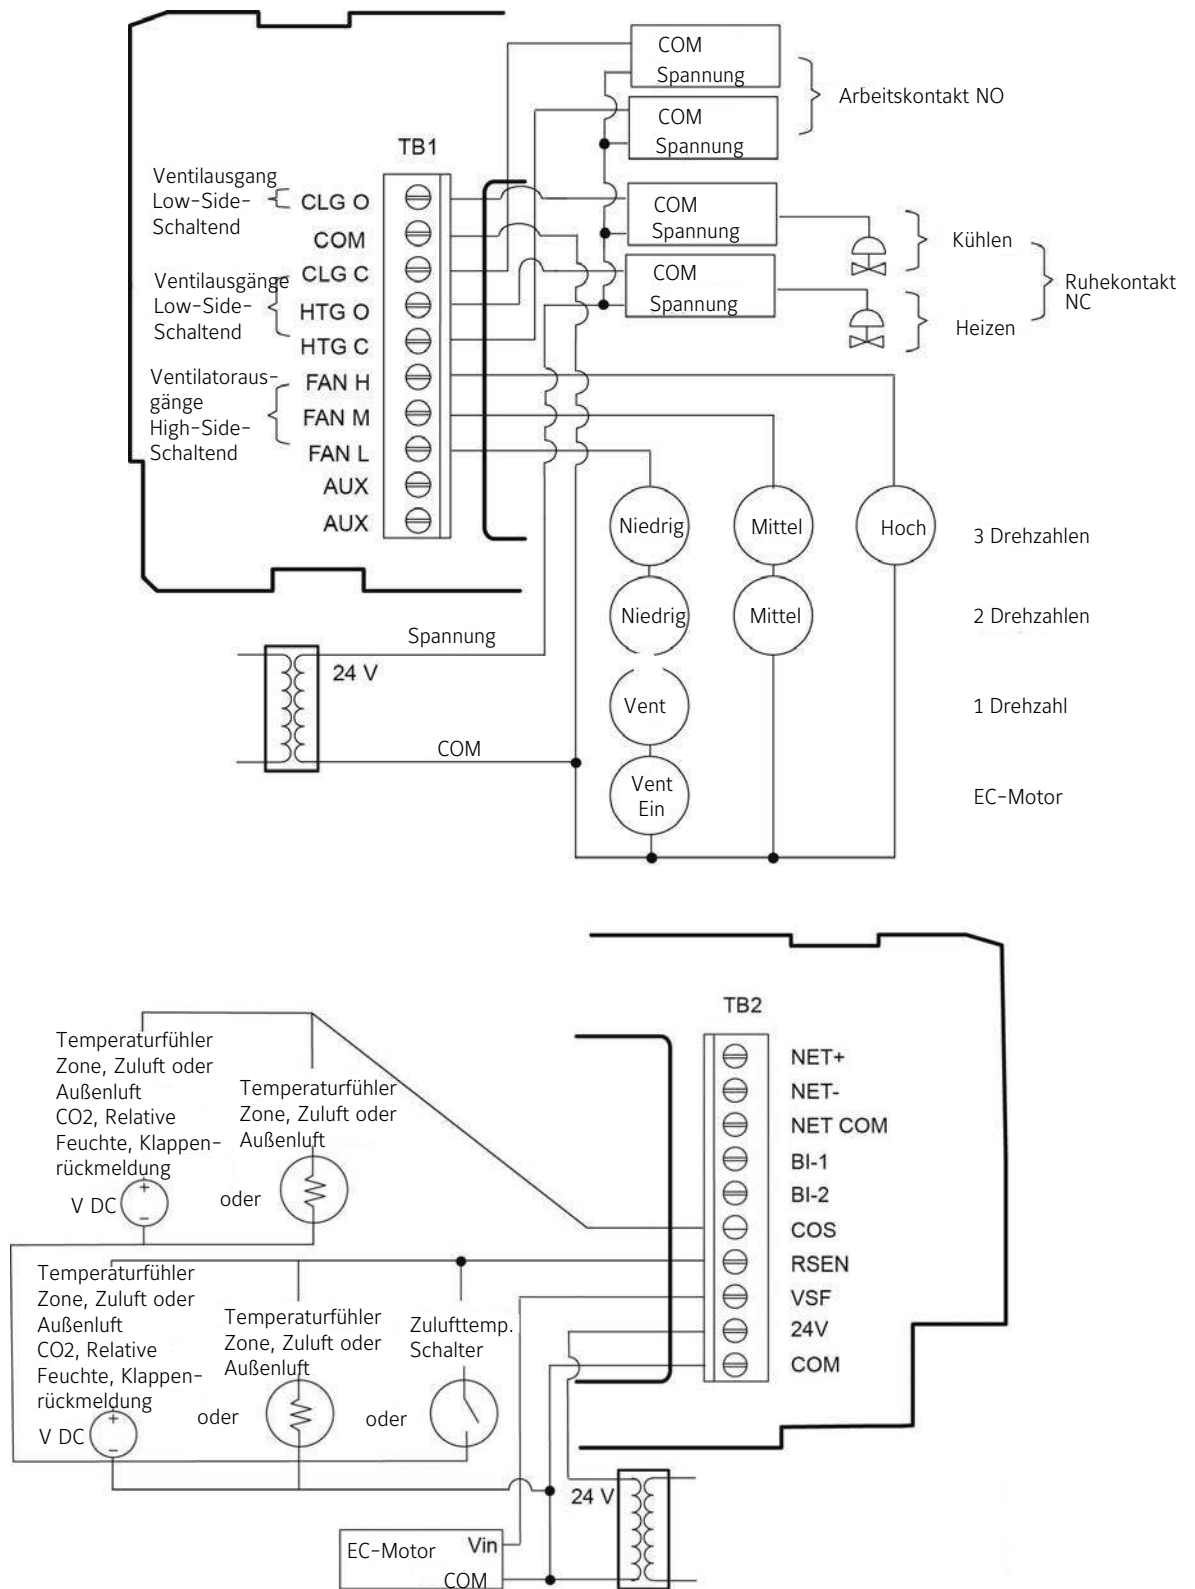 COM
Spannung
Arbeitskontakt NO
COM
Spannung
TB1
Ventilausgang
Low-Side-
Schaltend
CLG O
COM
Spannung
COM
Kühlen
CLG C
Ventilausgänge
Low-Side-
Schaltend
COM
Spannung
Ruhekontakt
NC
HTG O
Heizen
HTG C
Ventilatoraus-
gänge
High-Side-
Schaltend
FAN H
FAN M
FAN L
AUX
AUX
Niedrig
Mittel
Hoch
3 Drehzahlen
Niedrig
Mittel
2 Drehzahlen
Spannung
24 V
Vent
1 Drehzahl
COM
Vent
Ein
EC-Motor
TB2
Temperaturfühler
Zone, Zuluft oder
Außenluft
CO2, Relative
Feuchte, Klappen-
rückmeldung
Temperaturfühler
Zone, Zuluft oder
Außenluft
NET+
NET-
NET COM
BI-1
BI-2
COS
RSEN
VSF
24V
COM
V DC
+
-
oder
Temperaturfühler
Zone, Zuluft oder
Außenluft
CO2, Relative
Feuchte, Klappen-
rückmeldung
Temperaturfühler
Zone, Zuluft oder
Außenluft
Zulufttemp.
Schalter
V DC
+
-
oder
oder
24 V
EC-Motor
Vin
COM